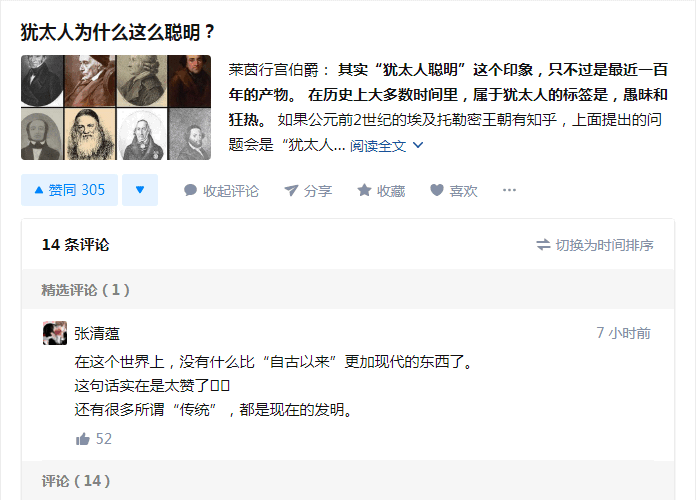 犹太人为什么这么聪明？
莱茵行宫伯爵： 其实“犹太人聪明”这个印象，只不过是最近一百
年的产物。 在历史上大多数时间里，属于犹太人的标签是，愚昧和
狂热。 如果公元前2世纪的埃及托勒密王朝有知乎，上面提出的问
题会是“犹太人... 阅读全文
赞同 305 收起评论 分享 收藏 喜欢 ···
14 条评论 切换为时间排序
精选评论（1）
张清蕴 7 小时前
在这个世界上，没有什么比“自古以来”更加现代的东西了。
这句话实在是太赞了▯▯
还有很多所谓“传统”，都是现在的发明。
52
评论（14）